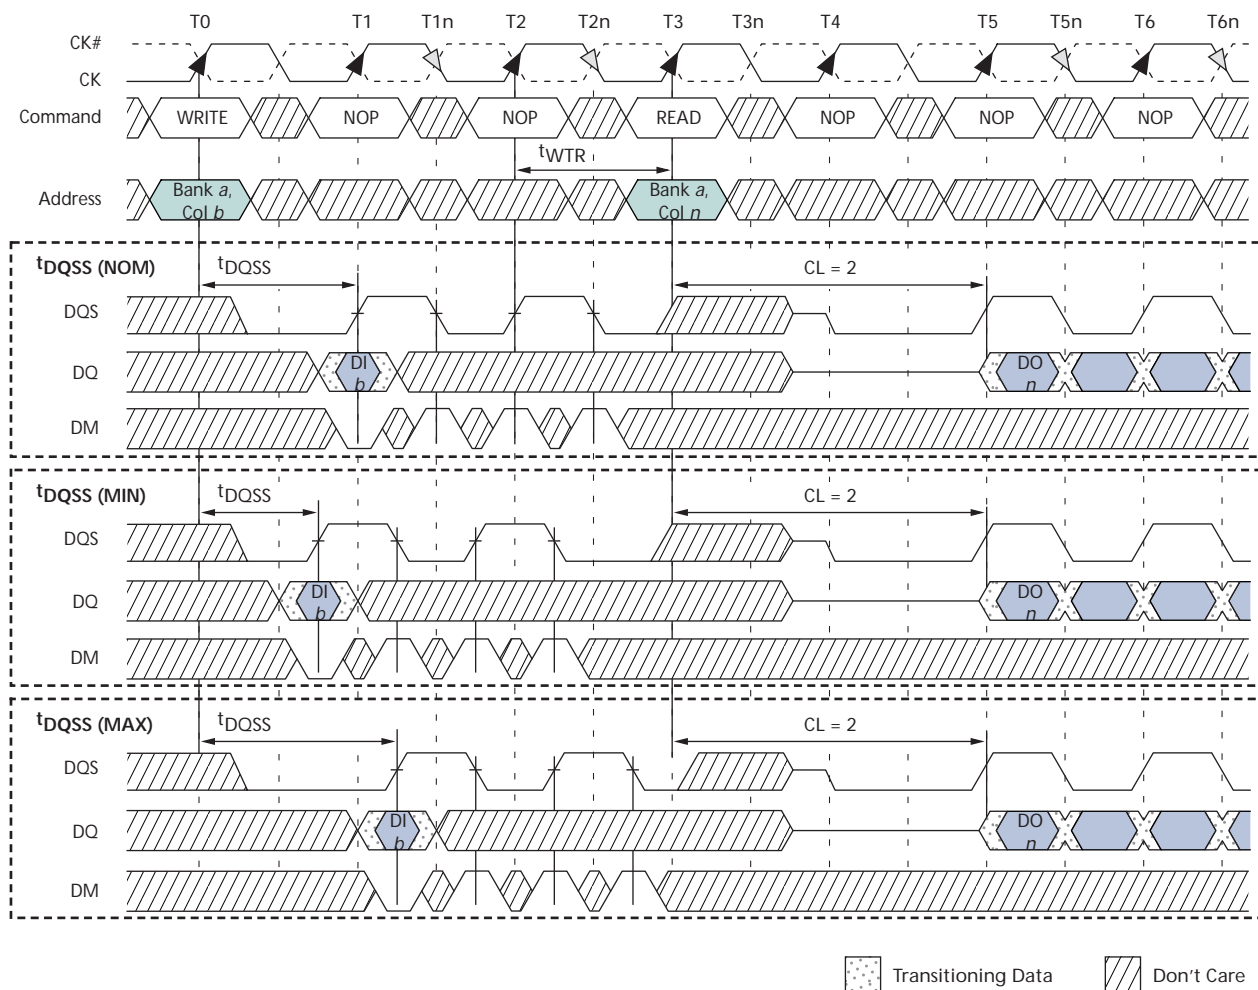 T0 T1 T1n T2 T2n T3 T3n T4 T5 T5n T6 T6n
CK#
CK
Command WRITE NOP NOP READ NOP NOP NOP
tWTR
Address Bank a, Col b Bank a, Col n
tDQSS (NOM) tDQSS CL = 2
DQS
DQ DI b DO n
DM
tDQSS (MIN) tDQSS CL = 2
DQS
DQ DI b DO n
DM
tDQSS (MAX) tDQSS CL = 2
DQS
DQ DI b DO n
DM
Transitioning Data Don't Care